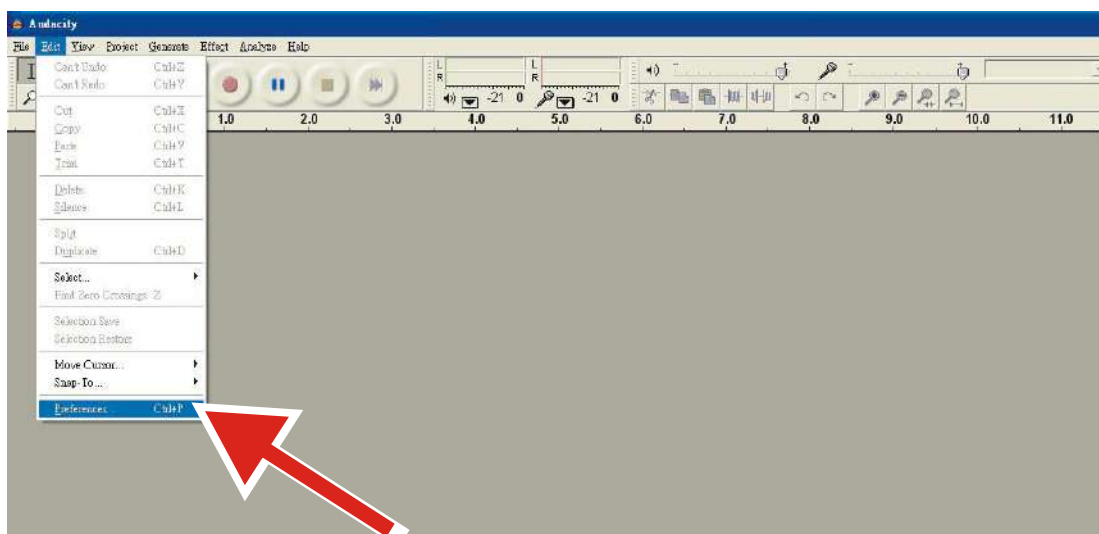 Audacity
File Edit View Project Generate Effect Analyze Help
Can't Undo Ctrl+Z
Can't Redo Ctrl+Y
Cut Ctrl+X
Copy Ctrl+C
Paste Ctrl+V
Trim Ctrl+T
Delete Ctrl+K
Silence Ctrl+L
Split
Duplicate Ctrl+D
Select...
Find Zero Crossings Z
Selection Save
Selection Restore
Move Cursor...
Snap-To...
Preferences... Ctrl+P
L
R
L
R
-21 0
-21 0
1.0 2.0 3.0 4.0 5.0 6.0 7.0 8.0 9.0 10.0 11.0